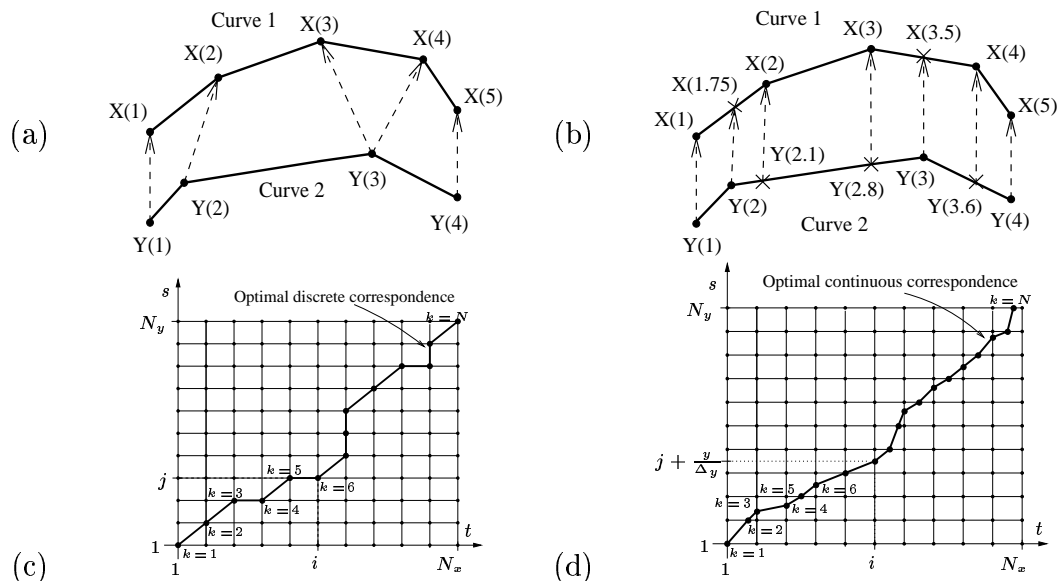 (a)
Curve 1
X(1)
X(2)
X(3)
X(4)
X(5)
Curve 2
Y(1)
Y(2)
Y(3)
Y(4)
(b)
Curve 1
X(1)
X(1.75)
X(2)
X(3)
X(3.5)
X(4)
X(5)
Y(1)
Y(2)
Y(2.1)
Y(2.8)
Y(3)
Y(3.6)
Y(4)
Curve 2
(c)
s
N_y
Optimal discrete correspondence
k = N
j
k = 5
k = 6
k = 3
k = 4
k = 2
k = 1
1
t
1
i
N_x
(d)
s
N_y
Optimal continuous correspondence
k = N
j + y/Δ_y
k = 5
k = 6
k = 3
k = 4
k = 2
k = 1
1
t
1
i
N_x